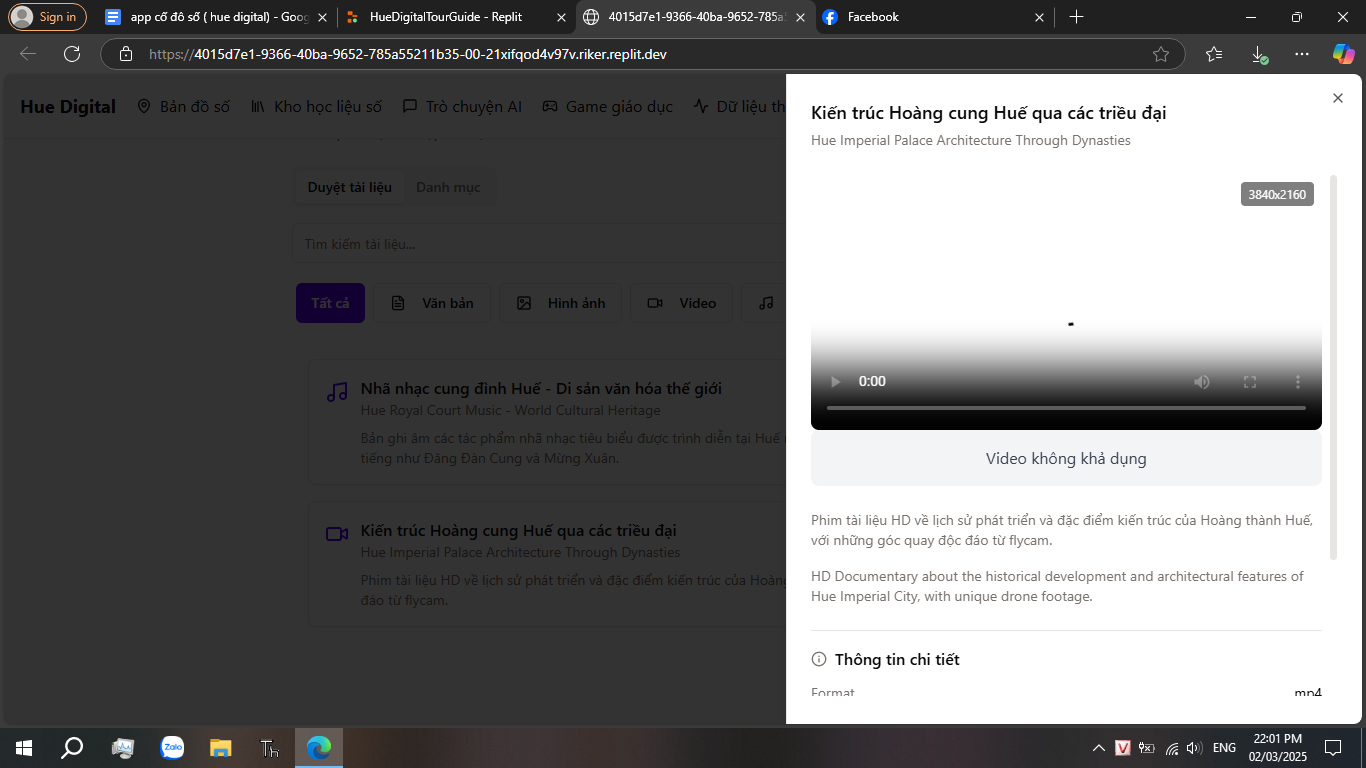 Sign in
app cố đô số ( hue digital) - Goog
HueDigitalTourGuide - Replit
4015d7e1-9366-40ba-9652-785a5
Facebook
https://4015d7e1-9366-40ba-9652-785a55211b35-00-21xifqod4v97v.riker.replit.dev
Hue Digital
Bản đồ số
Kho học liệu số
Trò chuyện AI
Game giáo dục
Dữ liệu th
Duyệt tài liệu
Danh mục
Tìm kiếm tài liệu...
Tất cả
Văn bản
Hình ảnh
Video
Nhã nhạc cung đình Huế - Di sản văn hóa thế giới
Hue Royal Court Music - World Cultural Heritage
Bản ghi âm các tác phẩm nhã nhạc tiêu biểu được trình diễn tại Huế
tiếng như Đăng Đàn Cung và Mừng Xuân.
Kiến trúc Hoàng cung Huế qua các triều đại
Hue Imperial Palace Architecture Through Dynasties
Phim tài liệu HD về lịch sử phát triển và đặc điểm kiến trúc của Hoàng
đáo từ flycam.
Kiến trúc Hoàng cung Huế qua các triều đại
Hue Imperial Palace Architecture Through Dynasties
3840x2160
0:00
Video không khả dụng
Phim tài liệu HD về lịch sử phát triển và đặc điểm kiến trúc của Hoàng thành Huế,
với những góc quay độc đáo từ flycam.
HD Documentary about the historical development and architectural features of
Hue Imperial City, with unique drone footage.
Thông tin chi tiết
Format
mp4
Zalo
Th
V
ENG
22:01 PM
02/03/2025